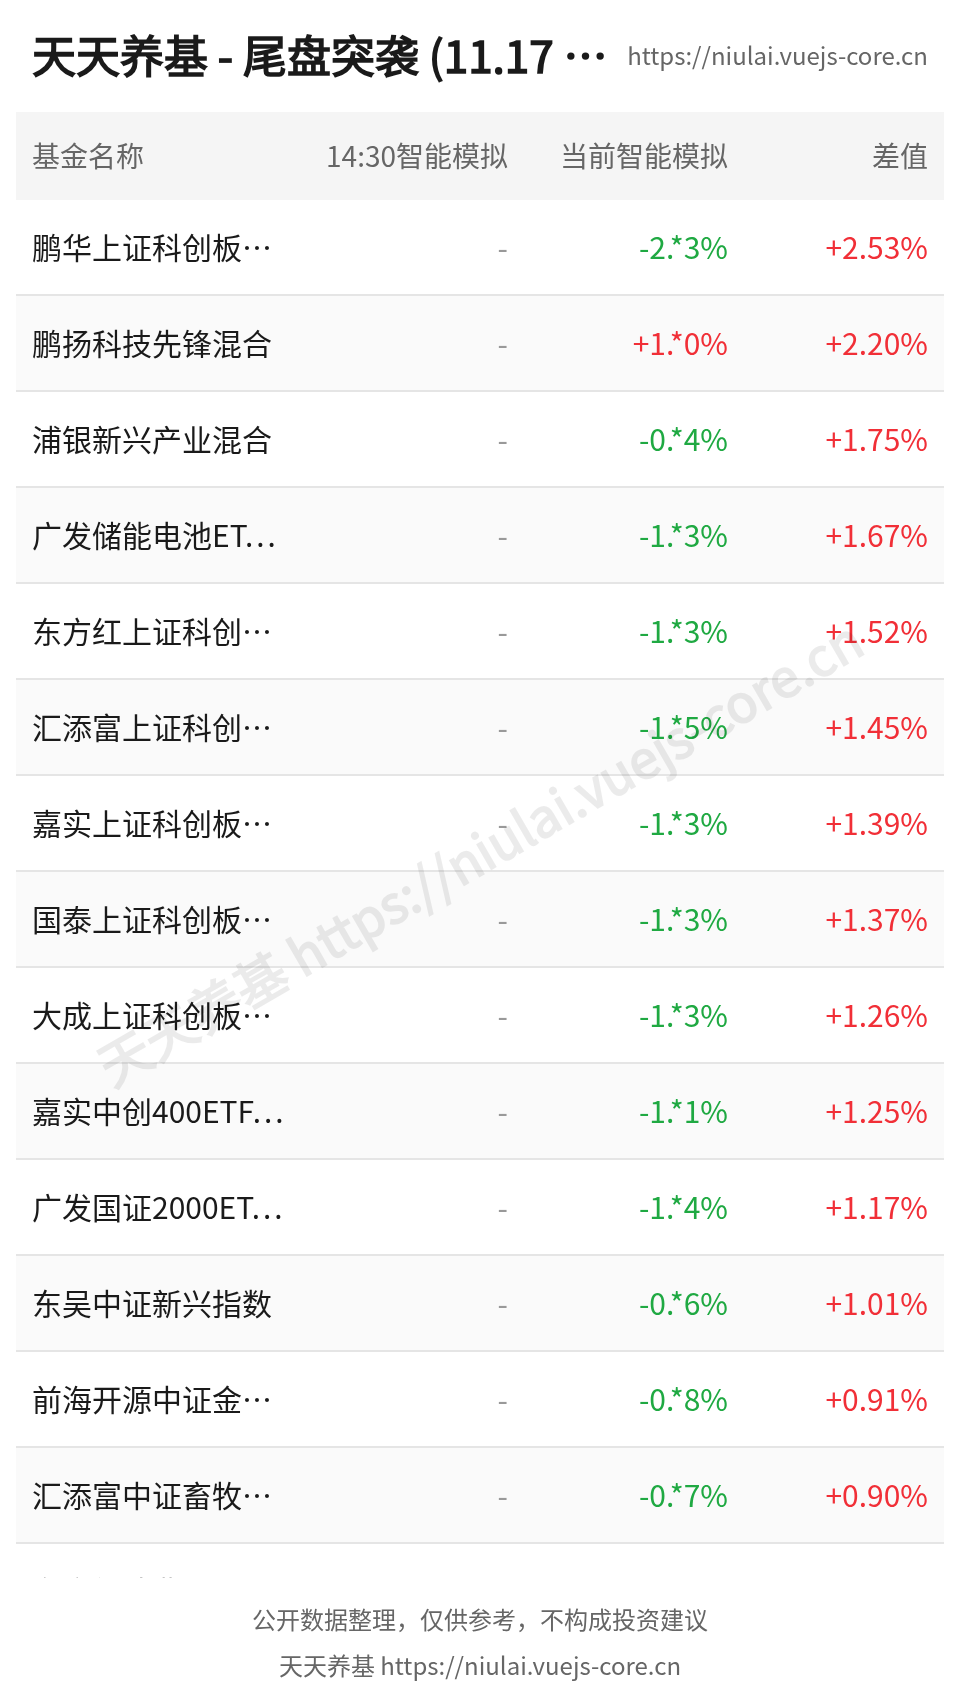 天天养基 - 尾盘突袭 (11.17 ··· https://niulai.vuejs-core.cn
基金名称 14:30智能模拟 当前智能模拟 差值
鹏华上证科创板··· - -2.*3% +2.53%
鹏扬科技先锋混合 - +1.*0% +2.20%
浦银新兴产业混合 - -0.*4% +1.75%
广发储能电池ET... - -1.*3% +1.67%
东方红上证科创··· - -1.*3% +1.52%
汇添富上证科创··· - -1.*5% +1.45%
嘉实上证科创板··· - -1.*3% +1.39%
国泰上证科创板··· - -1.*3% +1.37%
大成上证科创板··· - -1.*3% +1.26%
嘉实中创400ETF... - -1.*1% +1.25%
广发国证2000ET... - -1.*4% +1.17%
东吴中证新兴指数 - -0.*6% +1.01%
前海开源中证金··· - -0.*8% +0.91%
汇添富中证畜牧··· - -0.*7% +0.90%
天天养基 https://niulai.vuejs-core.cn
公开数据整理，仅供参考，不构成投资建议
天天养基 https://niulai.vuejs-core.cn